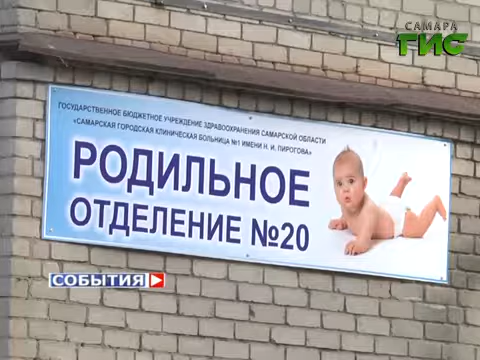 САМАРА
ГИС
ГОСУДАРСТВЕННОЕ БЮДЖЕТНОЕ УЧРЕЖДЕНИЕ ЗДРАВООХРАНЕНИЯ САМАРСКОЙ ОБЛАСТИ
«САМАРСКАЯ ГОРОДСКАЯ КЛИНИЧЕСКАЯ БОЛЬНИЦА №1 ИМЕНИ Н. И. ПИРОГОВА»
РОДИЛЬНОЕ
ОТДЕЛЕНИЕ №20
СОБЫТИЯ